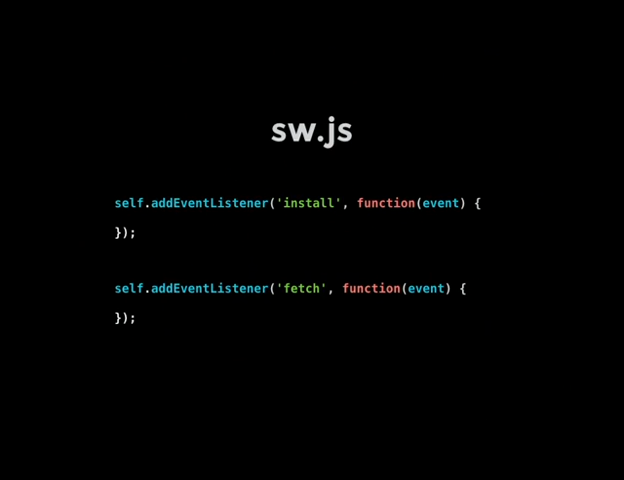 sw.js
self.addEventListener('install', function(event) {
});
self.addEventListener('fetch', function(event) {
});